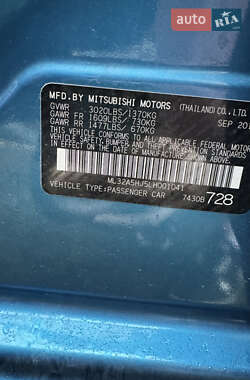 RIA.com
MFD.BY MITSUBISHI MOTORS (THAILAND) CO., LTD.
GVWR 3020LBS/1370KG SEP 20
GAWR FR 1609LBS/ 730KG
GAWR RR 1477LBS/ 670KG
THIS VEHICLE CONFORMS TO ALL APPLICABLE
FEDERAL MOTOR VEHICLE SAFETY, BUMPER AND
THEFT PREVENTION STANDARDS IN EFFECT ON
THE DATE OF MANUFACTURE SHOWN ABOVE.
ML32A5HJ5LH001041
VEHICLE TYPE: PASSENGER CAR 7430B 728